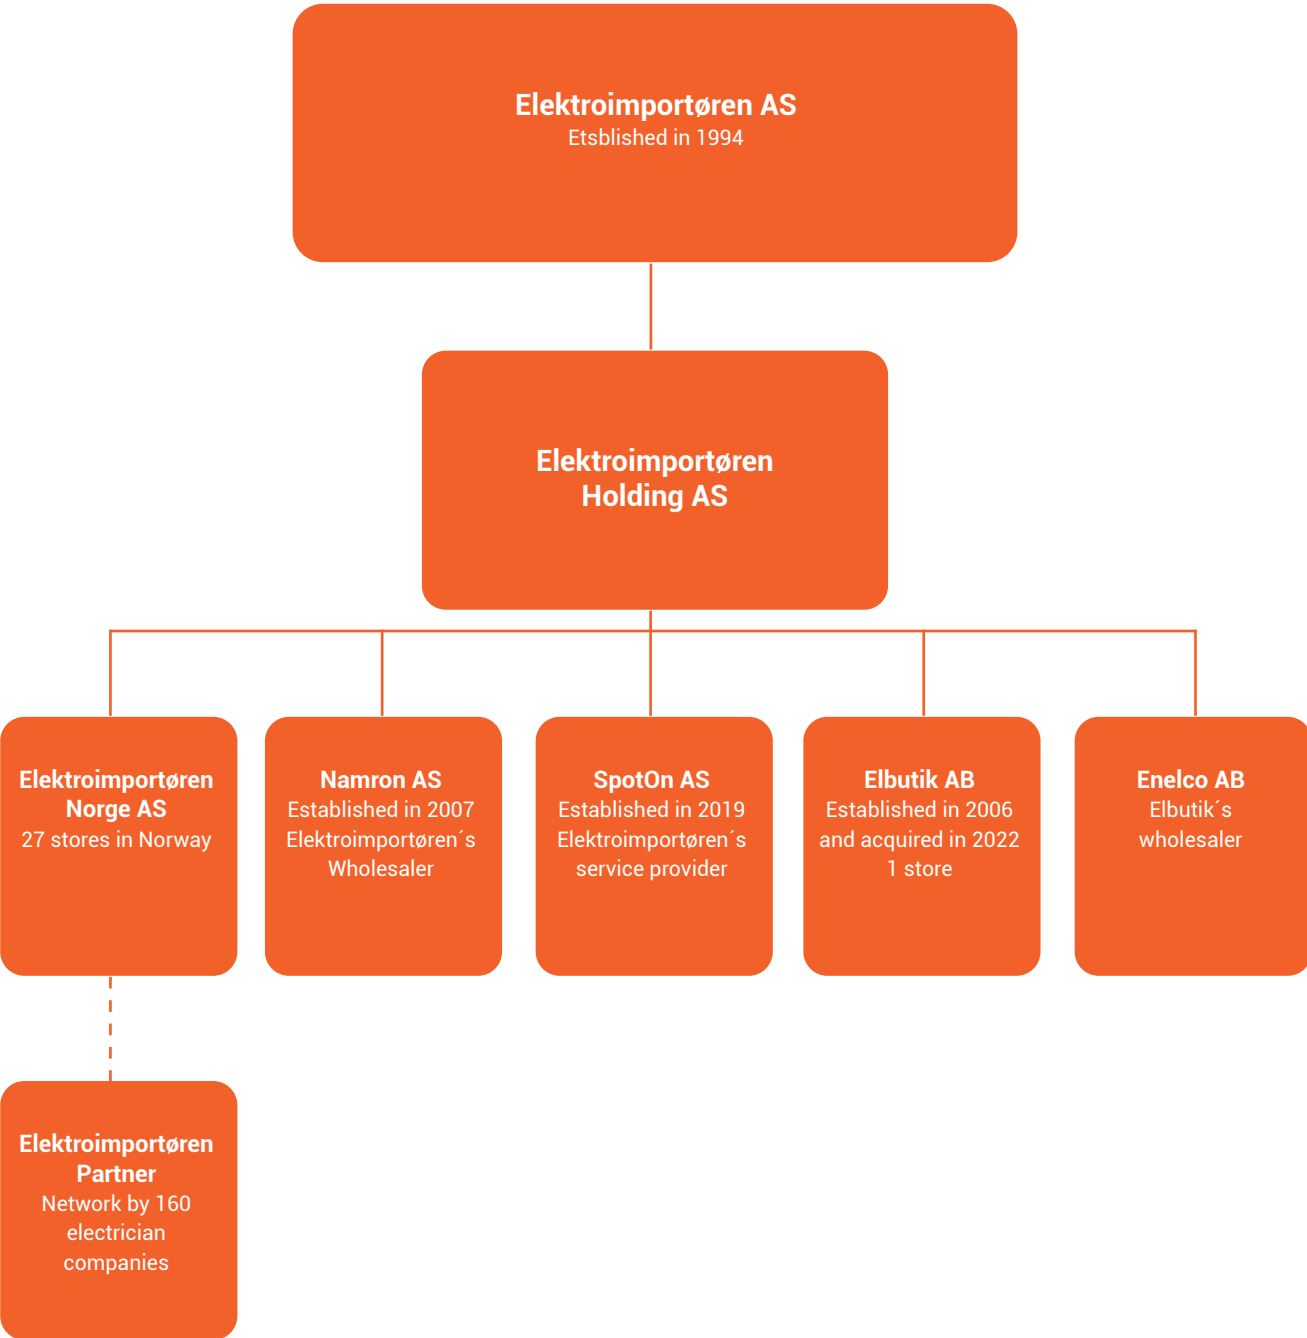 Elektroimportøren AS
Etsblished in 1994
Elektroimportøren
Holding AS
Elektroimportøren
Norge AS
27 stores in Norway
Namron AS
Established in 2007
Elektroimportøren´s
Wholesaler
SpotOn AS
Established in 2019
Elektroimportøren´s
service provider
Elbutik AB
Established in 2006
and acquired in 2022
1 store
Enelco AB
Elbutik´s
wholesaler
Elektroimportøren
Partner
Network by 160
electrician
companies